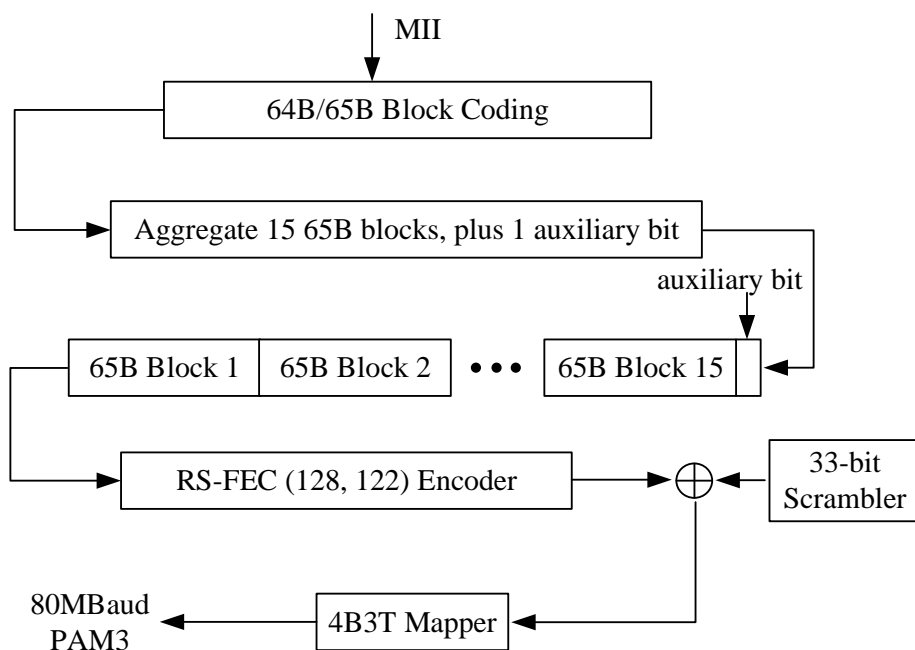 MII
64B/65B Block Coding
Aggregate 15 65B blocks, plus 1 auxiliary bit
auxiliary bit
65B Block 1
65B Block 2
65B Block 15
RS-FEC (128, 122) Encoder
33-bit
Scrambler
80MBaud
PAM3
4B3T Mapper